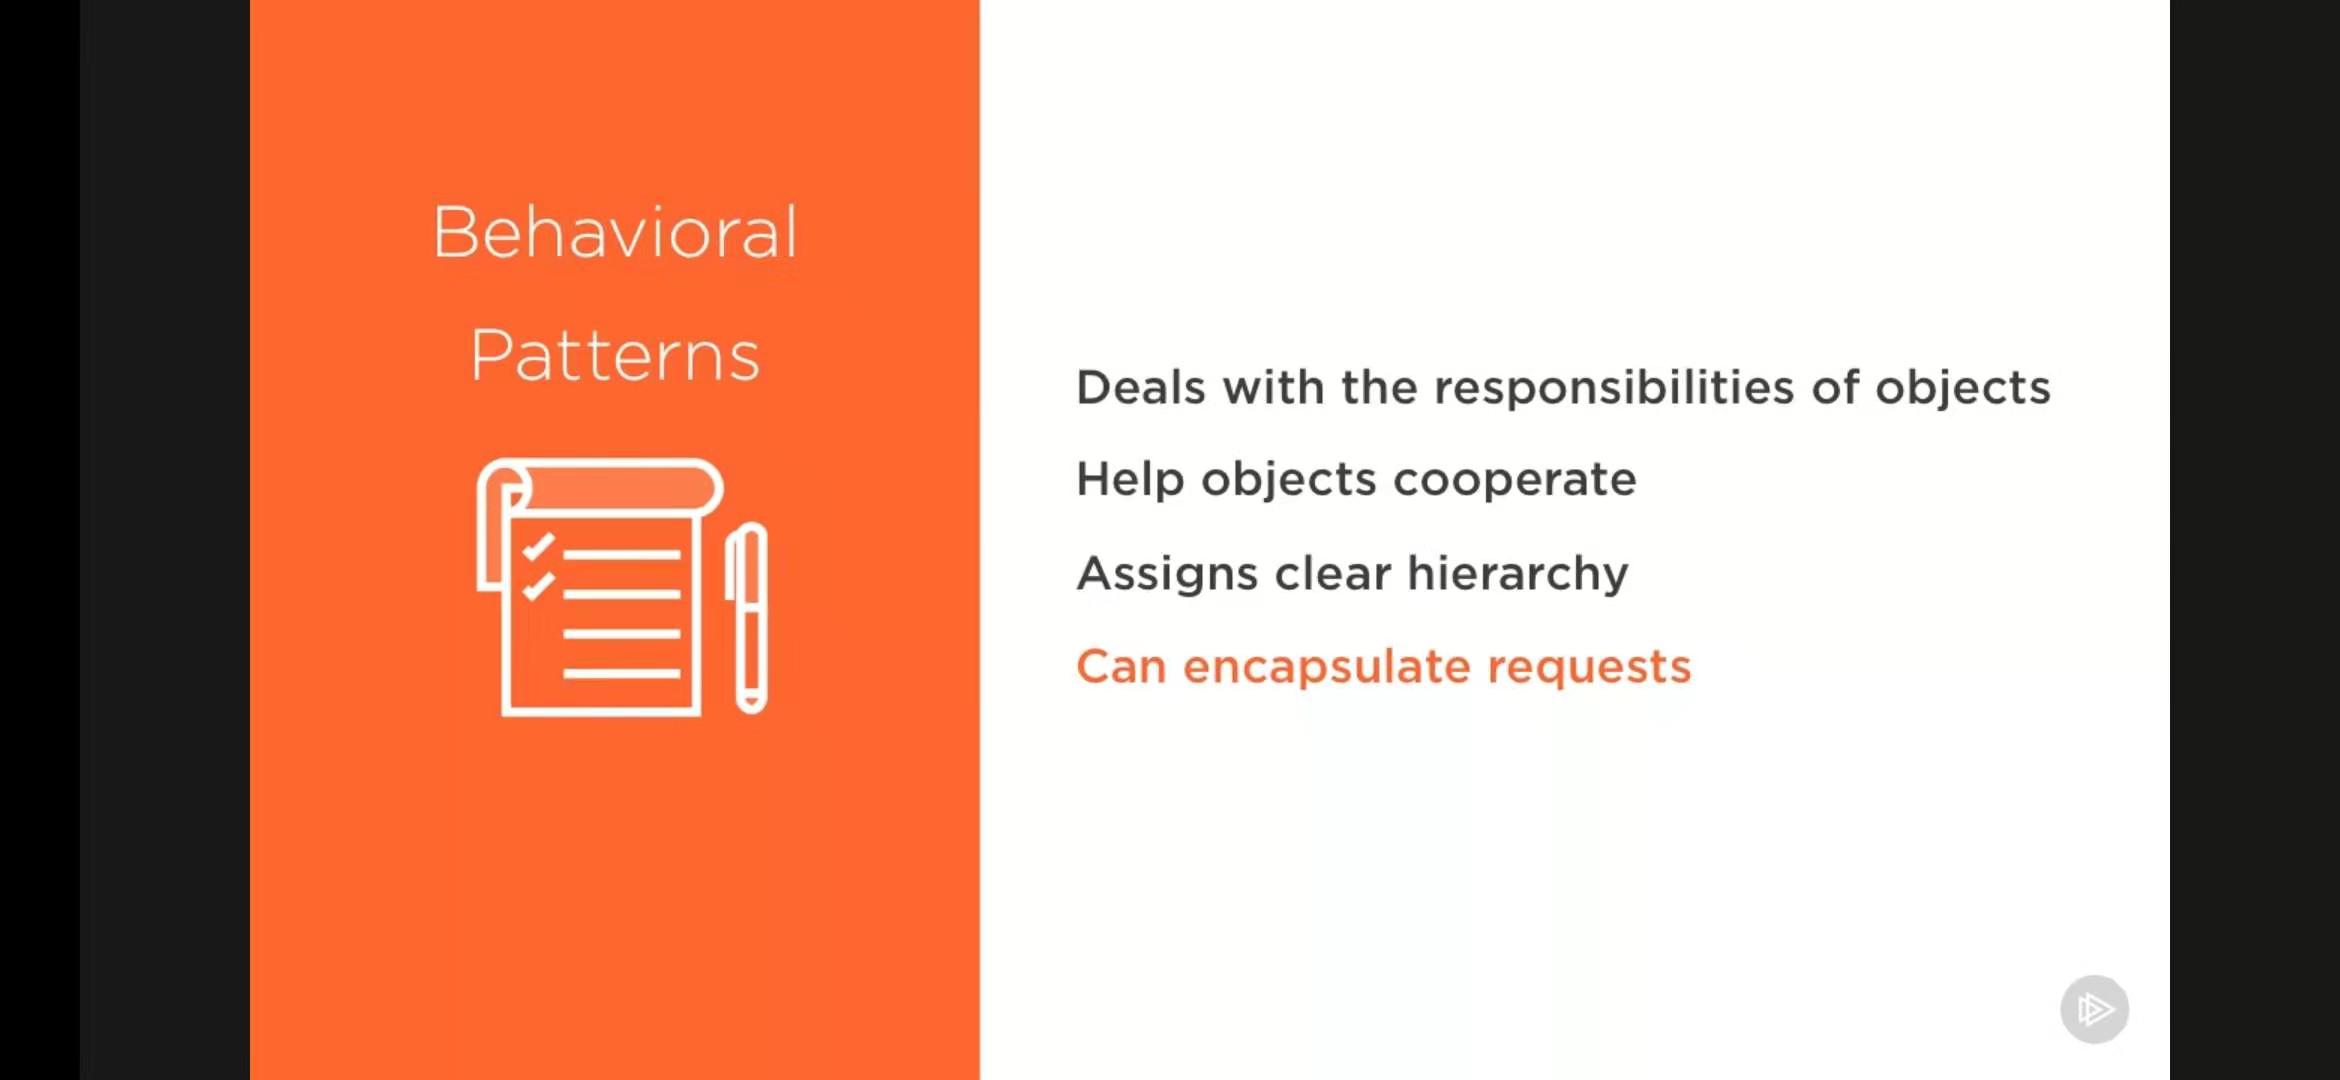 Behavioral
Patterns
Deals with the responsibilities of objects
Help objects cooperate
Assigns clear hierarchy
Can encapsulate requests